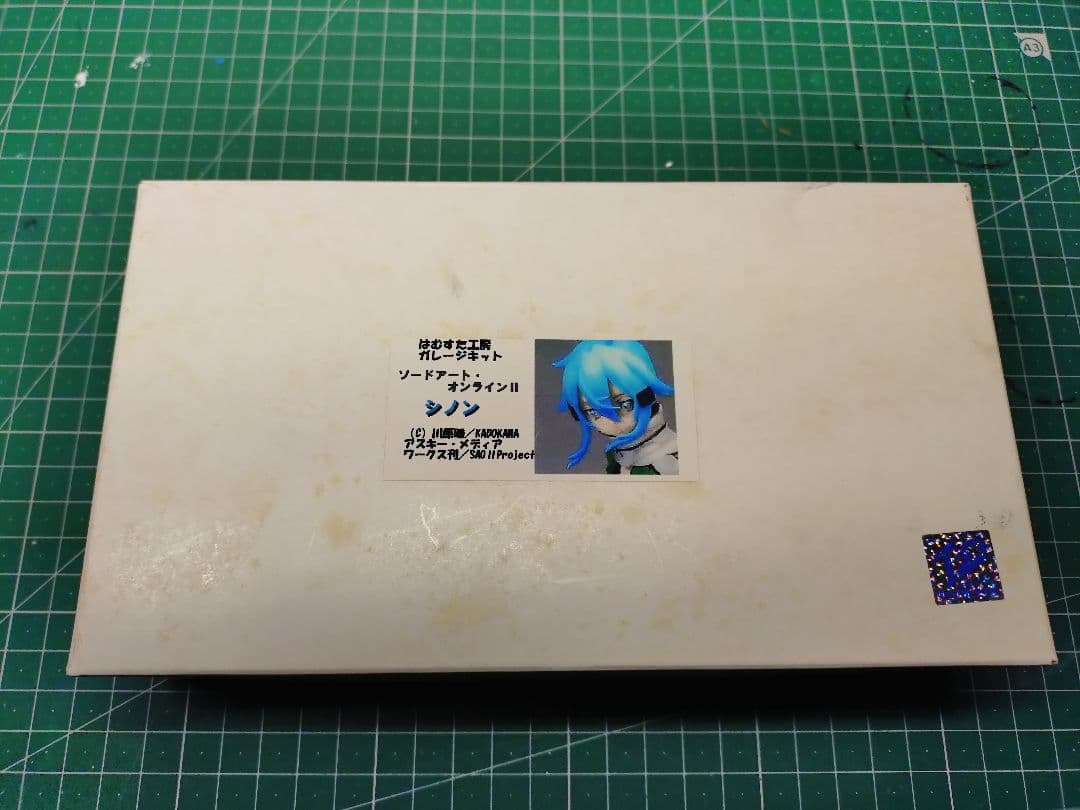 A3
はむすた工房
ガレージキット
ソードアート・
オンラインII
シノン
(C) 川原礫／KADOKAWA
アスキー・メディア
ワークス刊／SAOIIProject